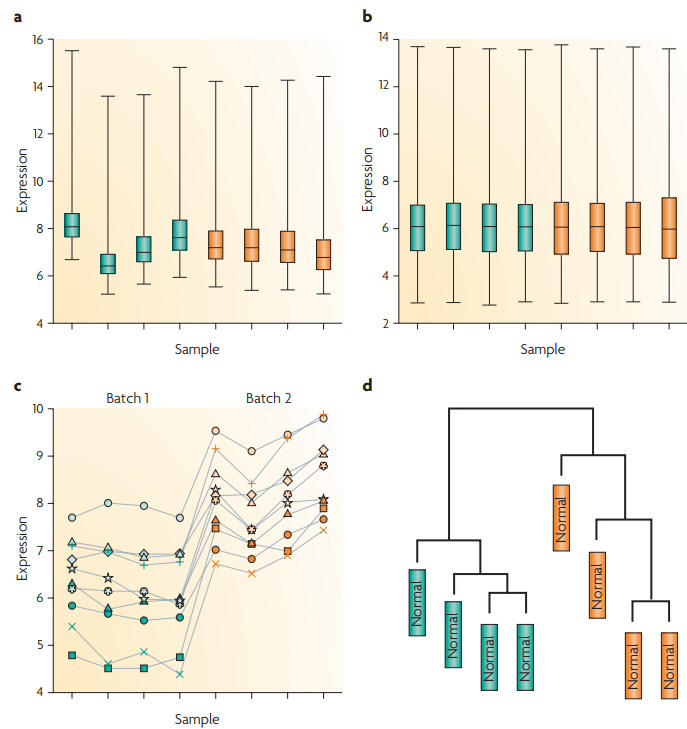 a
16
14
12
10
8
6
4
Expression
Sample
b
14
12
10
8
6
4
2
Expression
Sample
c
Batch 1
Batch 2
10
9
8
7
6
5
4
Expression
Sample
d
Normal
Normal
Normal
Normal
Normal
Normal
Normal
Normal